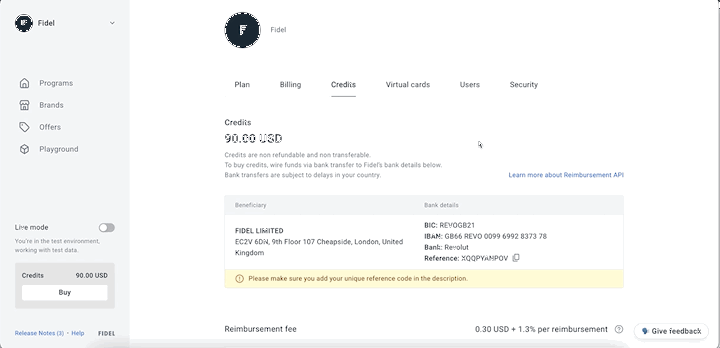 Fidel
Programs
Brands
Offers
Playground
Live mode
You're in the test environment,
working with test data.
Credits 90.00 USD
Buy
Release Notes (3) • Help FIDEL
Fidel
Plan Billing Credits Virtual cards Users Security
Credits
90.00 USD
Credits are non refundable and non transferable.
To buy credits, wire funds via bank transfer to Fidel's bank details below.
Bank transfers are subject to delays in your country.
Learn more about Reimbursement API
Beneficiary Bank details
FIDEL LIMITED
EC2V 6DN, 9th Floor 107 Cheapside, London, United
Kingdom
BIC: REVOGB21
IBAN: GB66 REVO 0099 6992 8373 78
Bank: Revolut
Reference: XQQPYAMPOV
Please make sure you add your unique reference code in the description.
Reimbursement fee 0.30 USD + 1.3% per reimbursement
Give feedback